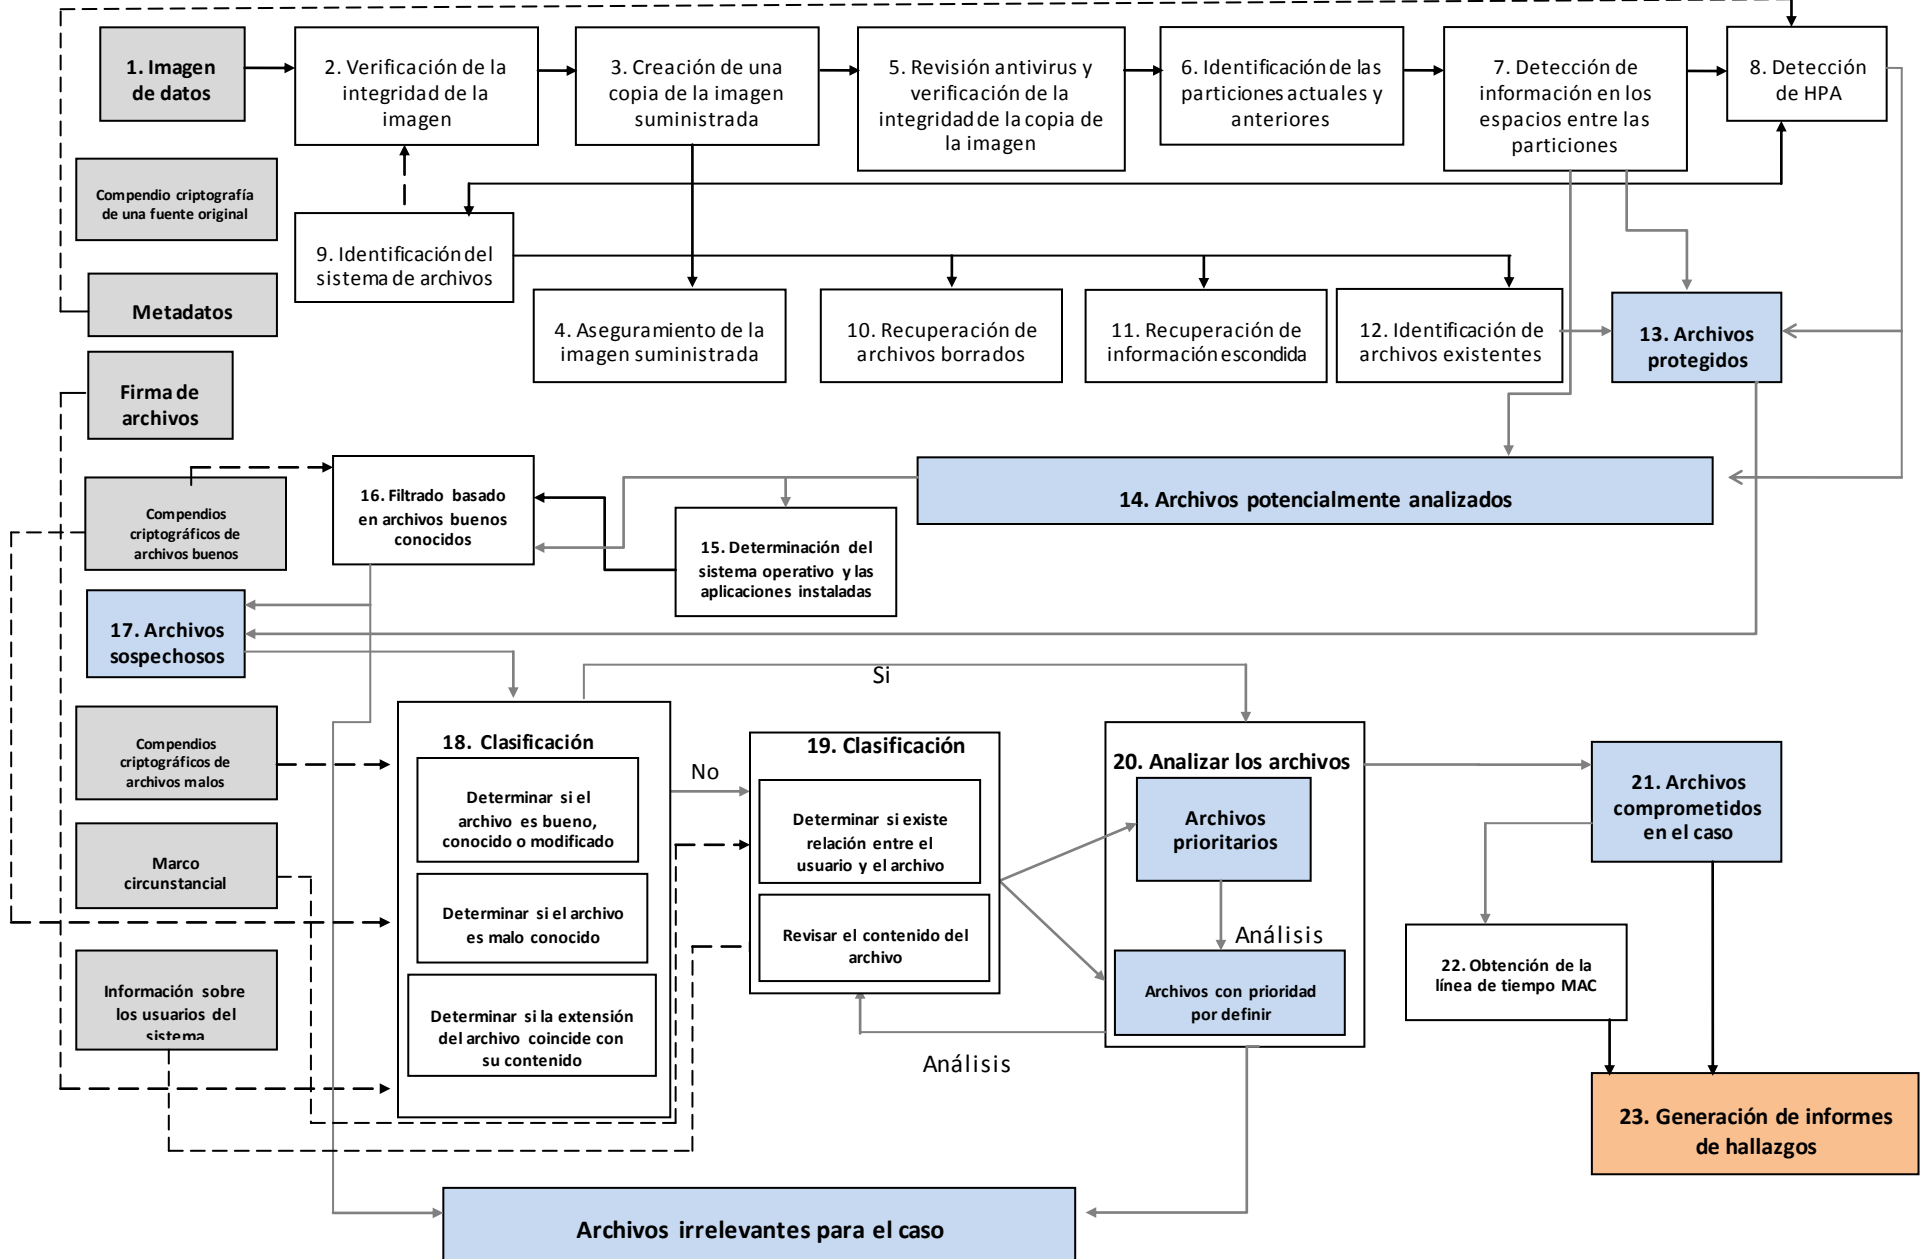 1. Imagen
de datos
2. Verificación de la
integridad de la
imagen
3. Creación de una
copia de la imagen
suministrada
5. Revisión antivirus y
verificación de la
integridad de la copia de
la imagen
6. Identificación de las
particiones actuales y
anteriores
7. Detección de
información en los
espacios entre las
particiones
8. Detección
de HPA
Compendio criptografía
de una fuente original
9. Identificación del
sistema de archivos
Metadatos
4. Aseguramiento de la
imagen suministrada
10. Recuperación de
archivos borrados
11. Recuperación de
información escondida
12. Identificación de
archivos existentes
13. Archivos
protegidos
Firma de
archivos
Compendios
criptográficos de
archivos buenos
16. Filtrado basado
en archivos buenos
conocidos
14. Archivos potencialmente analizados
15. Determinación del
sistema operativo y las
aplicaciones instaladas
17. Archivos
sospechosos
Si
Compendios
criptográficos de
archivos malos
18. Clasificación
Determinar si el
archivo es bueno,
conocido o modificado
Determinar si el archivo
es malo conocido
Determinar si la extensión
del archivo coincide con
su contenido
No
19. Clasificación
Determinar si existe
relación entre el
usuario y el archivo
Revisar el contenido del
archivo
20. Analizar los archivos
Archivos
prioritarios
Análisis
Archivos con prioridad
por definir
Análisis
21. Archivos
comprometidos
en el caso
Marco
circunstancial
22. Obtención de la
línea de tiempo MAC
Información sobre
los usuarios del
sistema
23. Generación de informes
de hallazgos
Archivos irrelevantes para el caso